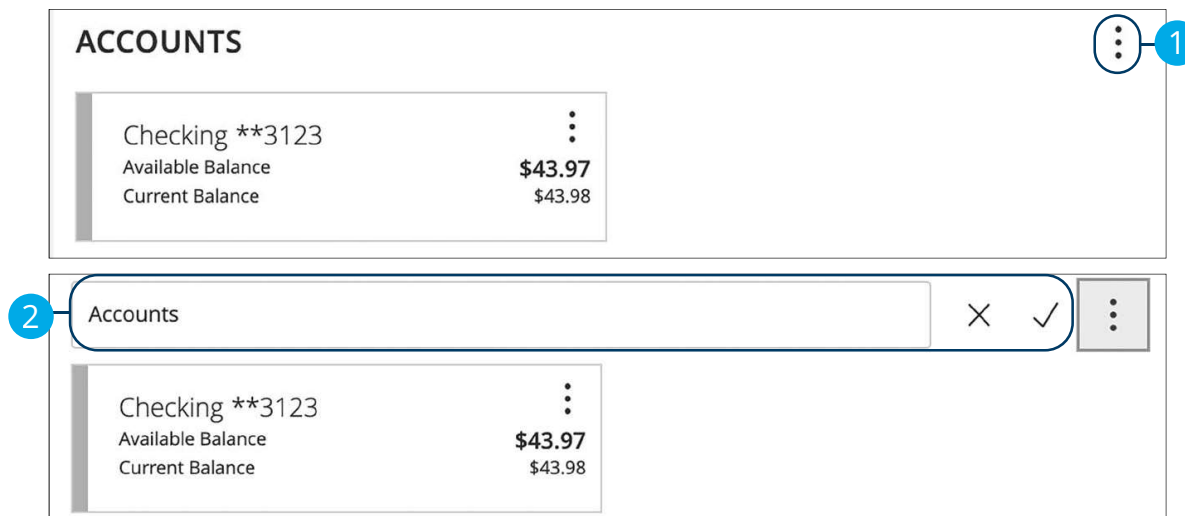 ACCOUNTS
1
Checking **3123
Available Balance $43.97
Current Balance $43.98
2
Accounts
Checking **3123
Available Balance $43.97
Current Balance $43.98